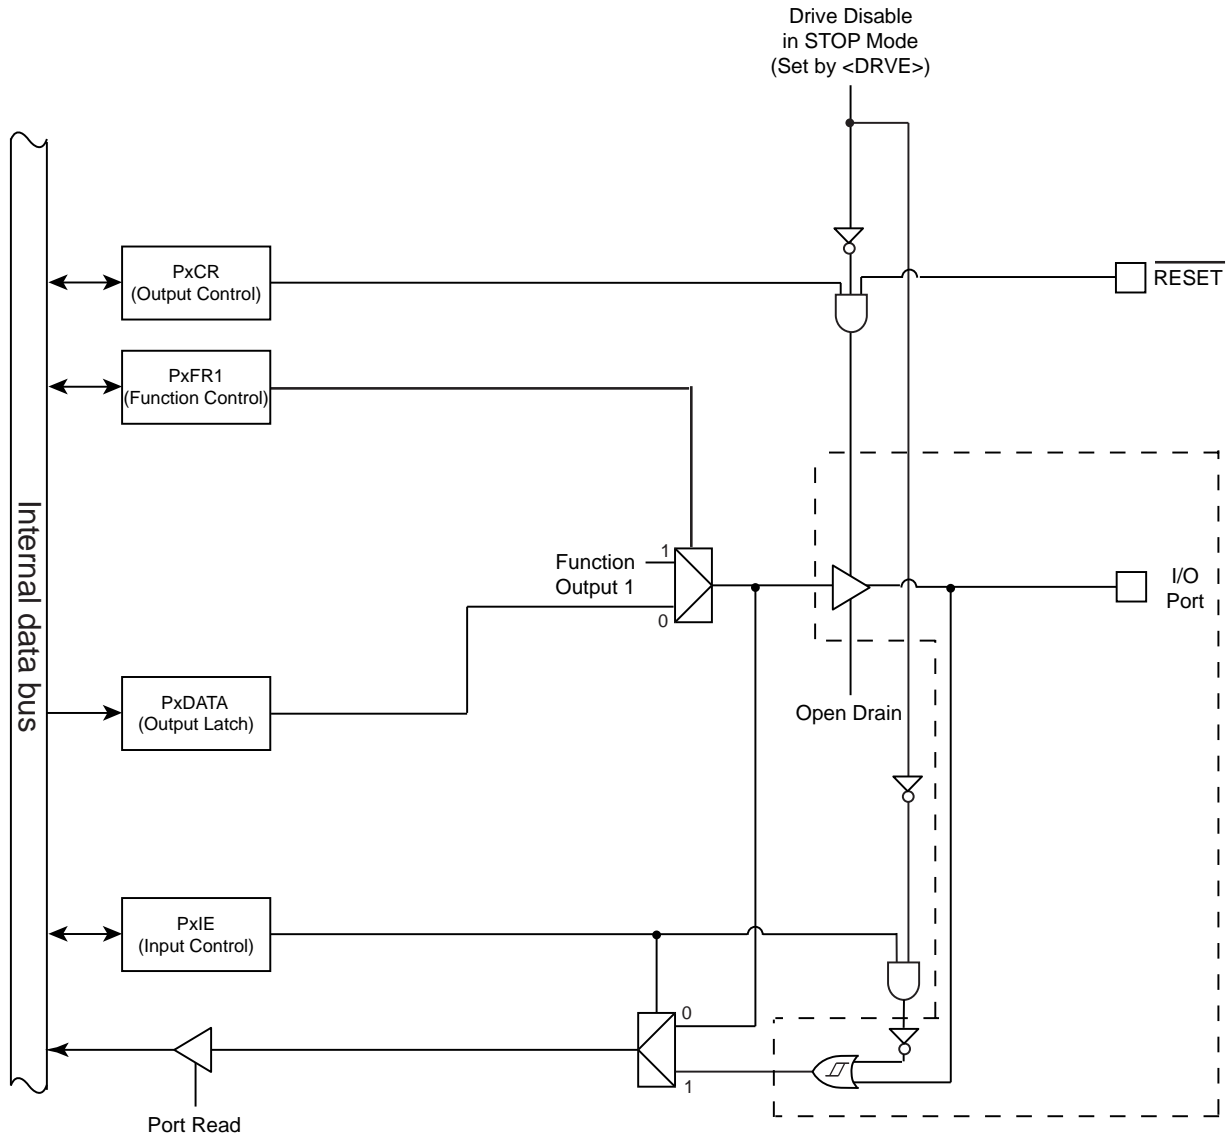 Drive Disable
in STOP Mode
(Set by <DRVE>)
PxCR
(Output Control)
RESET
PxFR1
(Function Control)
Internal data bus
1
Function
Output 1
0
I/O
Port
PxDATA
(Output Latch)
Open Drain
PxIE
(Input Control)
0
1
Port Read